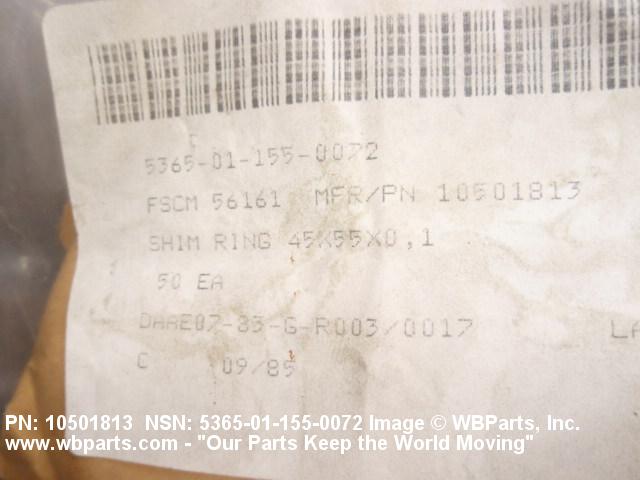 5365-01-155-0072
FSCM 56161 MFR/PN 10501813
SHIM RING 45X55X0,1
50 EA
DAAE07-83-G-R003/0017 LA
C 09/85
PN: 10501813 NSN: 5365-01-155-0072 Image © WBParts, Inc.
www.wbparts.com - "Our Parts Keep the World Moving"